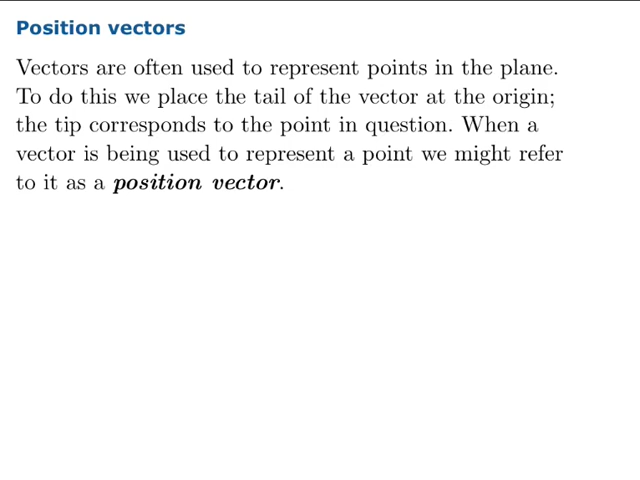 Position vectors
Vectors are often used to represent points in the plane.
To do this we place the tail of the vector at the origin;
the tip corresponds to the point in question. When a
vector is being used to represent a point we might refer
to it as a position vector.